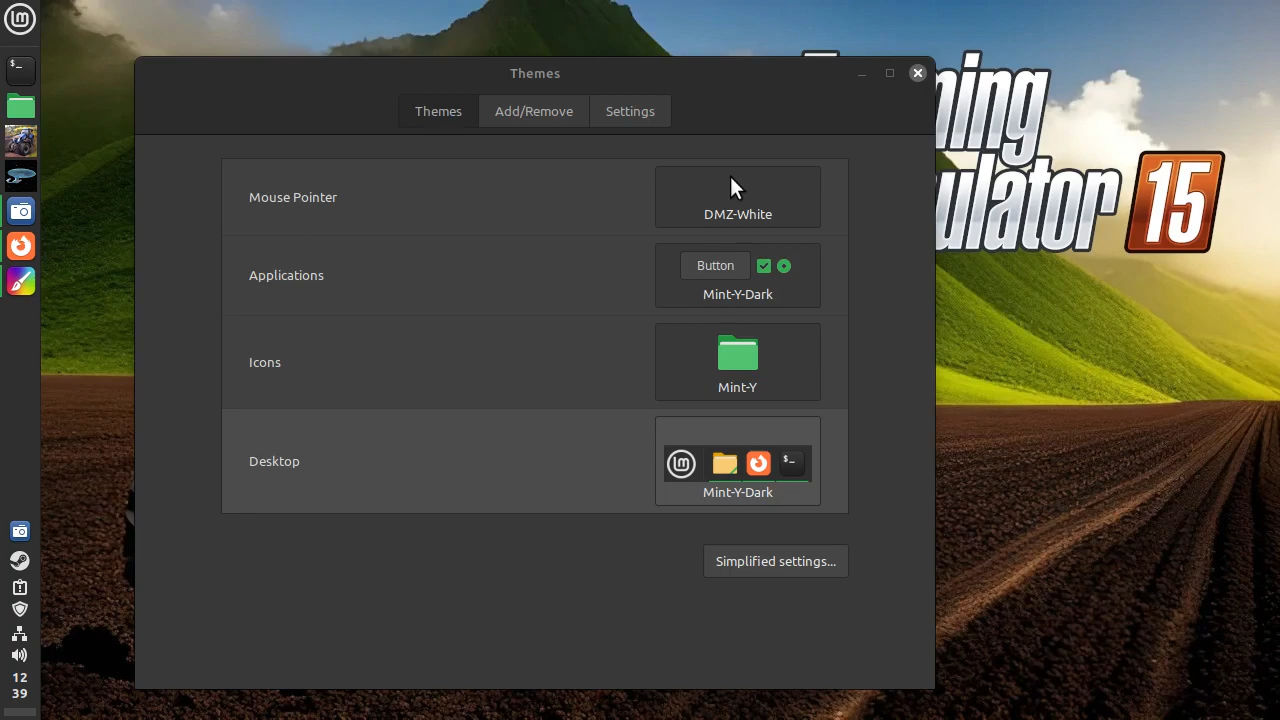 Themes
Themes
Add/Remove
Settings
Mouse Pointer
DMZ-White
Applications
Button
Mint-Y-Dark
Icons
Mint-Y
Desktop
$_
Mint-Y-Dark
Simplified settings...
ning
ulator 15
$_
12
39